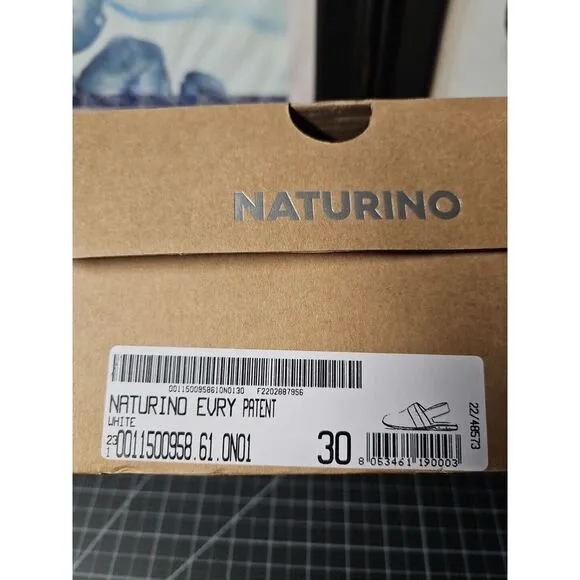 NATURINO
0011500958610N0130 F2202887956
NATURINO EVRY PATENT
WHITE
23
1 0011500958.61.0N01
30
8 053461 190003
22/48573